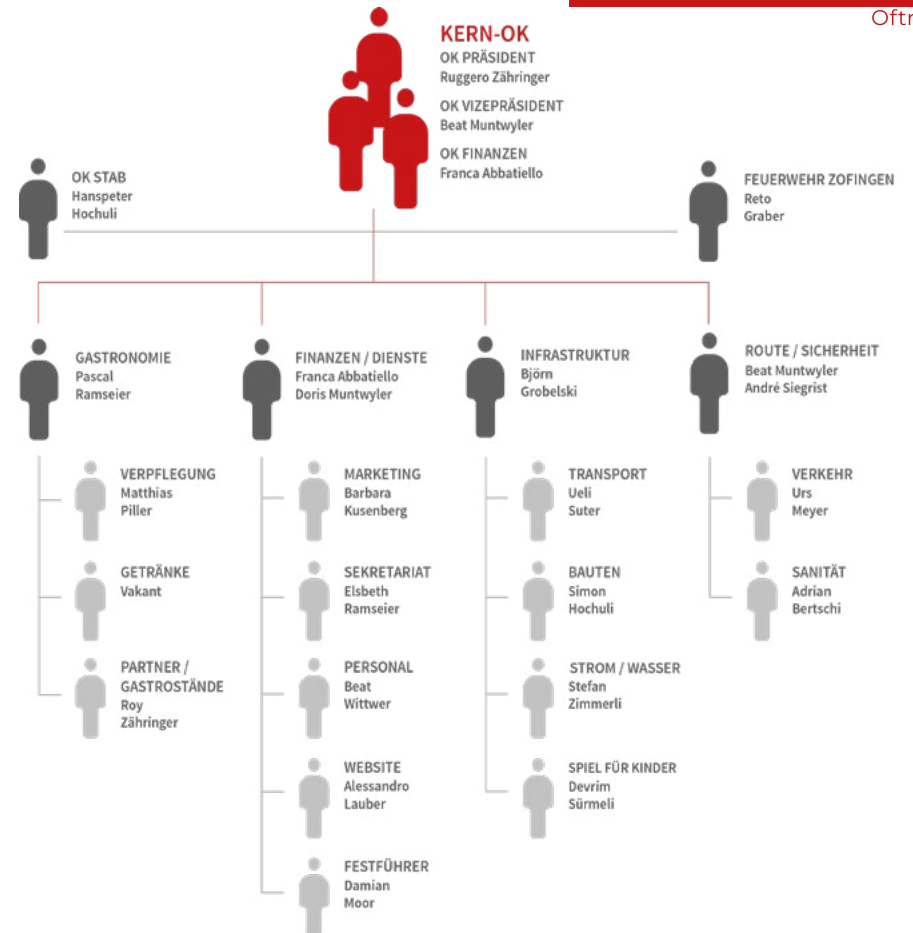 Oftr
KERN-OK
OK PRÄSIDENT
Ruggero Zähringer
OK VIZEPRÄSIDENT
Beat Muntwyler
OK FINANZEN
Franca Abbatiello
OK STAB
Hanspeter
Hochuli
FEUERWEHR ZOFINGEN
Reto
Graber
GASTRONOMIE
Pascal
Ramseier
FINANZEN / DIENSTE
Franca Abbatiello
Doris Muntwyler
INFRASTRUKTUR
Björn
Grobelski
ROUTE / SICHERHEIT
Beat Muntwyler
André Siegrist
VERPFLEGUNG
Matthias
Piller
GETRÄNKE
Vakant
PARTNER /
GASTROSTÄNDE
Roy
Zähringer
MARKETING
Barbara
Kusenberg
SEKRETARIAT
Elsbeth
Ramseier
PERSONAL
Beat
Wittwer
WEBSITE
Alessandro
Lauber
FESTFÜHRER
Damian
Moor
TRANSPORT
Ueli
Suter
BAUTEN
Simon
Hochuli
STROM / WASSER
Stefan
Zimmerli
SPIEL FÜR KINDER
Devrim
Sürmeli
VERKEHR
Urs
Meyer
SANITÄT
Adrian
Bertschi